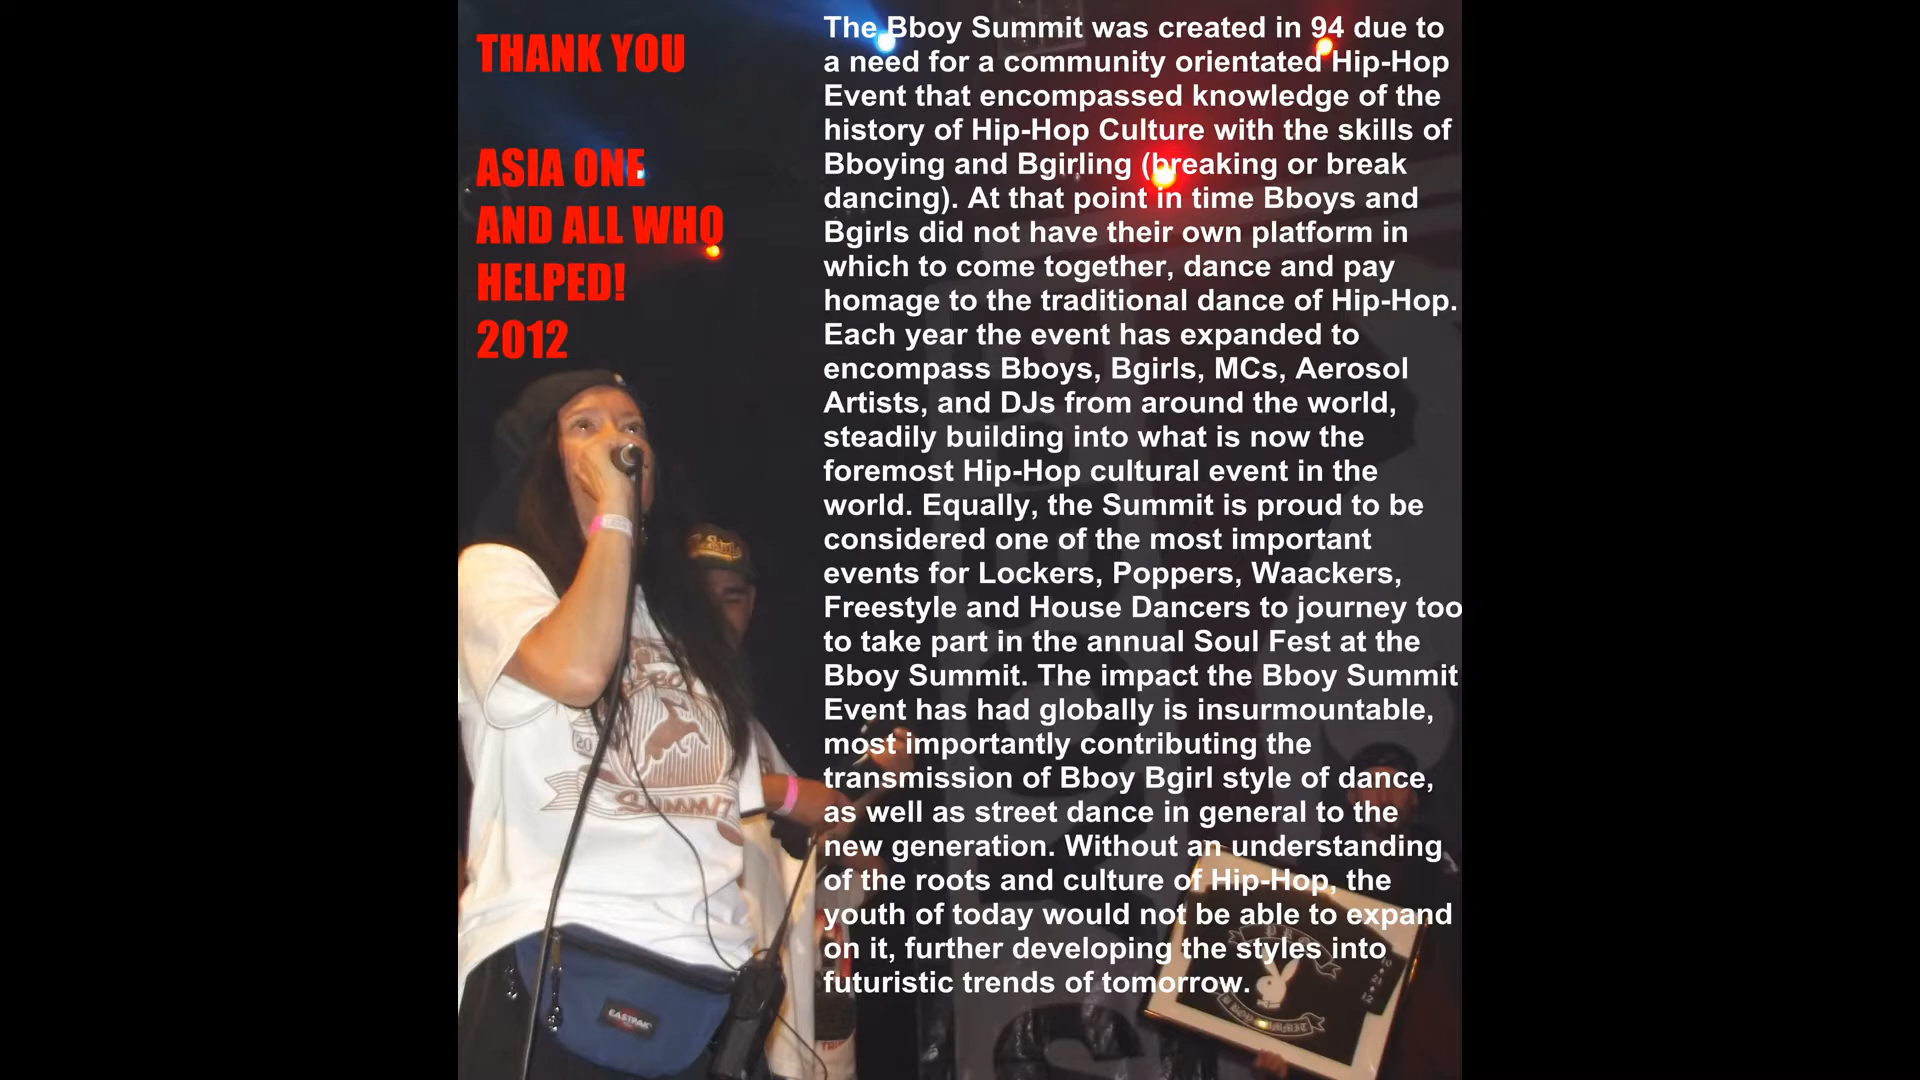 THANK YOU
ASIA ONE
AND ALL WHO
HELPED!
2012
The Bboy Summit was created in 94 due to
a need for a community orientated Hip-Hop
Event that encompassed knowledge of the
history of Hip-Hop Culture with the skills of
Bboying and Bgirling (breaking or break
dancing). At that point in time Bboys and
Bgirls did not have their own platform in
which to come together, dance and pay
homage to the traditional dance of Hip-Hop.
Each year the event has expanded to
encompass Bboys, Bgirls, MCs, Aerosol
Artists, and DJs from around the world,
steadily building into what is now the
foremost Hip-Hop cultural event in the
world. Equally, the Summit is proud to be
considered one of the most important
events for Lockers, Poppers, Waackers,
Freestyle and House Dancers to journey too
to take part in the annual Soul Fest at the
Bboy Summit. The impact the Bboy Summit
Event has had globally is insurmountable,
most importantly contributing the
transmission of Bboy Bgirl style of dance,
as well as street dance in general to the
new generation. Without an understanding
of the roots and culture of Hip-Hop, the
youth of today would not be able to expand
on it, further developing the styles into
futuristic trends of tomorrow.
SUMMIT
EASTPAK
PRO
B BOY SUMMIT